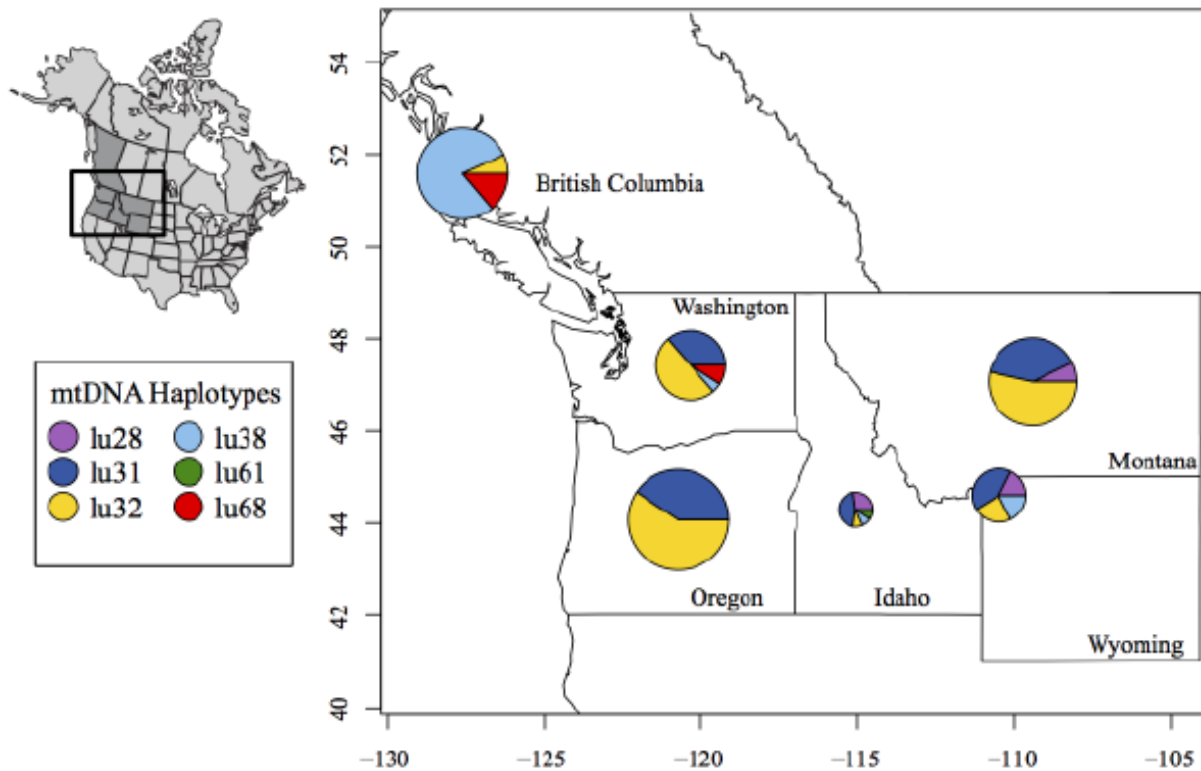 54
52
50
48
46
44
42
40
British Columbia
Washington
Montana
Oregon
Idaho
Wyoming
mtDNA Haplotypes
lu28 lu38
lu31 lu61
lu32 lu68
−130 −125 −120 −115 −110 −105